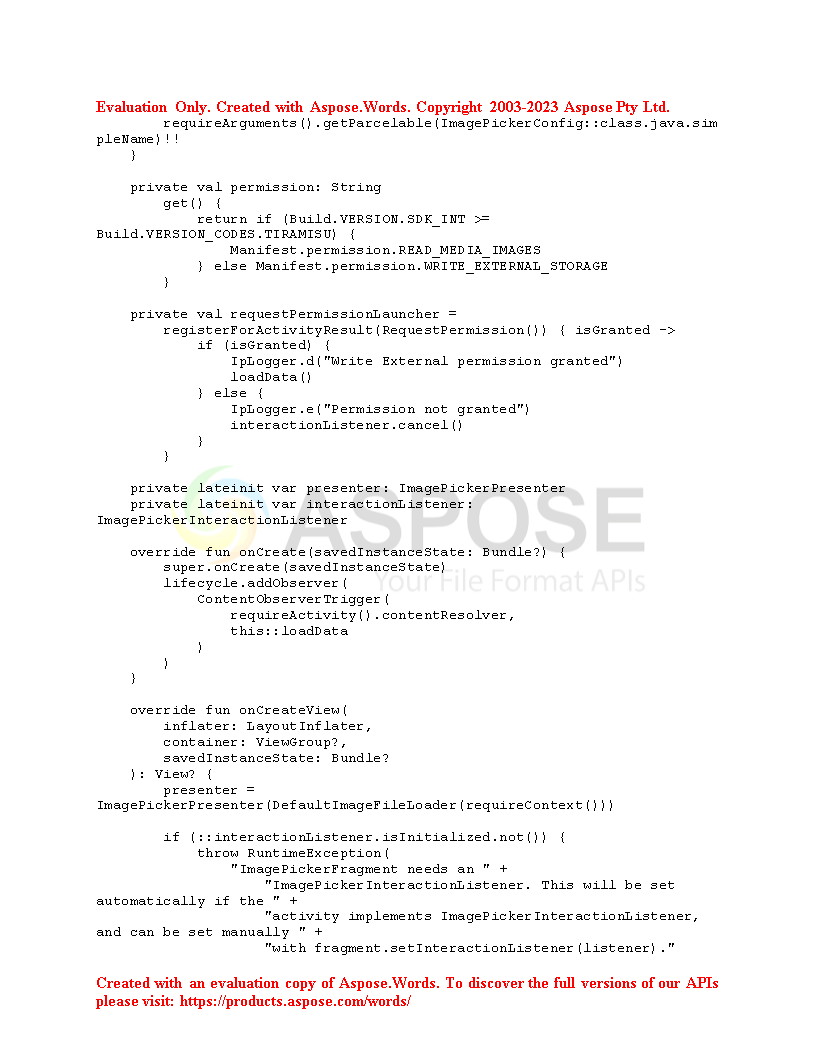 Evaluation Only. Created with Aspose.Words. Copyright 2003-2023 Aspose Pty Ltd.
        requireArguments().getParcelable(ImagePickerConfig::class.java.sim
pleName)!!
    }

    private val permission: String
        get() {
            return if (Build.VERSION.SDK_INT >=
Build.VERSION_CODES.TIRAMISU) {
                Manifest.permission.READ_MEDIA_IMAGES
            } else Manifest.permission.WRITE_EXTERNAL_STORAGE
        }

    private val requestPermissionLauncher =
        registerForActivityResult(RequestPermission()) { isGranted ->
            if (isGranted) {
                IpLogger.d("Write External permission granted")
                loadData()
            } else {
                IpLogger.e("Permission not granted")
                interactionListener.cancel()
            }
        }

    private lateinit var presenter: ImagePickerPresenter
    private lateinit var interactionListener:
ImagePickerInteractionListener
ASPOSE
Your File Format APIs

    override fun onCreate(savedInstanceState: Bundle?) {
        super.onCreate(savedInstanceState)
        lifecycle.addObserver(
            ContentObserverTrigger(
                requireActivity().contentResolver,
                this::loadData
            )
        )
    }

    override fun onCreateView(
        inflater: LayoutInflater,
        container: ViewGroup?,
        savedInstanceState: Bundle?
    ): View? {
        presenter =
ImagePickerPresenter(DefaultImageFileLoader(requireContext()))

        if (::interactionListener.isInitialized.not()) {
            throw RuntimeException(
                "ImagePickerFragment needs an " +
                    "ImagePickerInteractionListener. This will be set
automatically if the " +
                    "activity implements ImagePickerInteractionListener,
and can be set manually " +
                    "with fragment.setInteractionListener(listener)."

Created with an evaluation copy of Aspose.Words. To discover the full versions of our APIs
please visit: https://products.aspose.com/words/